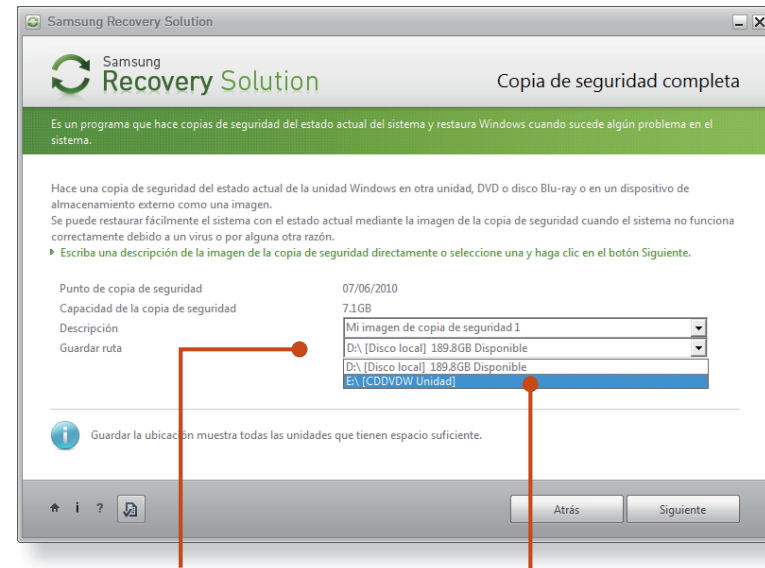 Samsung Recovery Solution
Samsung
Recovery Solution
Copia de seguridad completa
Es un programa que hace copias de seguridad del estado actual del sistema y restaura Windows cuando sucede algún problema en el
sistema.
Hace una copia de seguridad del estado actual de la unidad Windows en otra unidad, DVD o disco Blu-ray o en un dispositivo de
almacenamiento externo como una imagen.
Se puede restaurar fácilmente el sistema con el estado actual mediante la imagen de la copia de seguridad cuando el sistema no funciona
correctamente debido a un virus o por alguna otra razón.
Escriba una descripción de la imagen de la copia de seguridad directamente o seleccione una y haga clic en el botón Siguiente.
Punto de copia de seguridad 07/06/2010
Capacidad de la copia de seguridad 7.1GB
Descripción Mi imagen de copia de seguridad 1
Guardar ruta D:\ [Disco local] 189.8GB Disponible
D:\ [Disco local] 189.8GB Disponible
E:\ [CDDVDW Unidad]
Guardar la ubicación muestra todas las unidades que tienen espacio suficiente.
i ? Atrás Siguiente